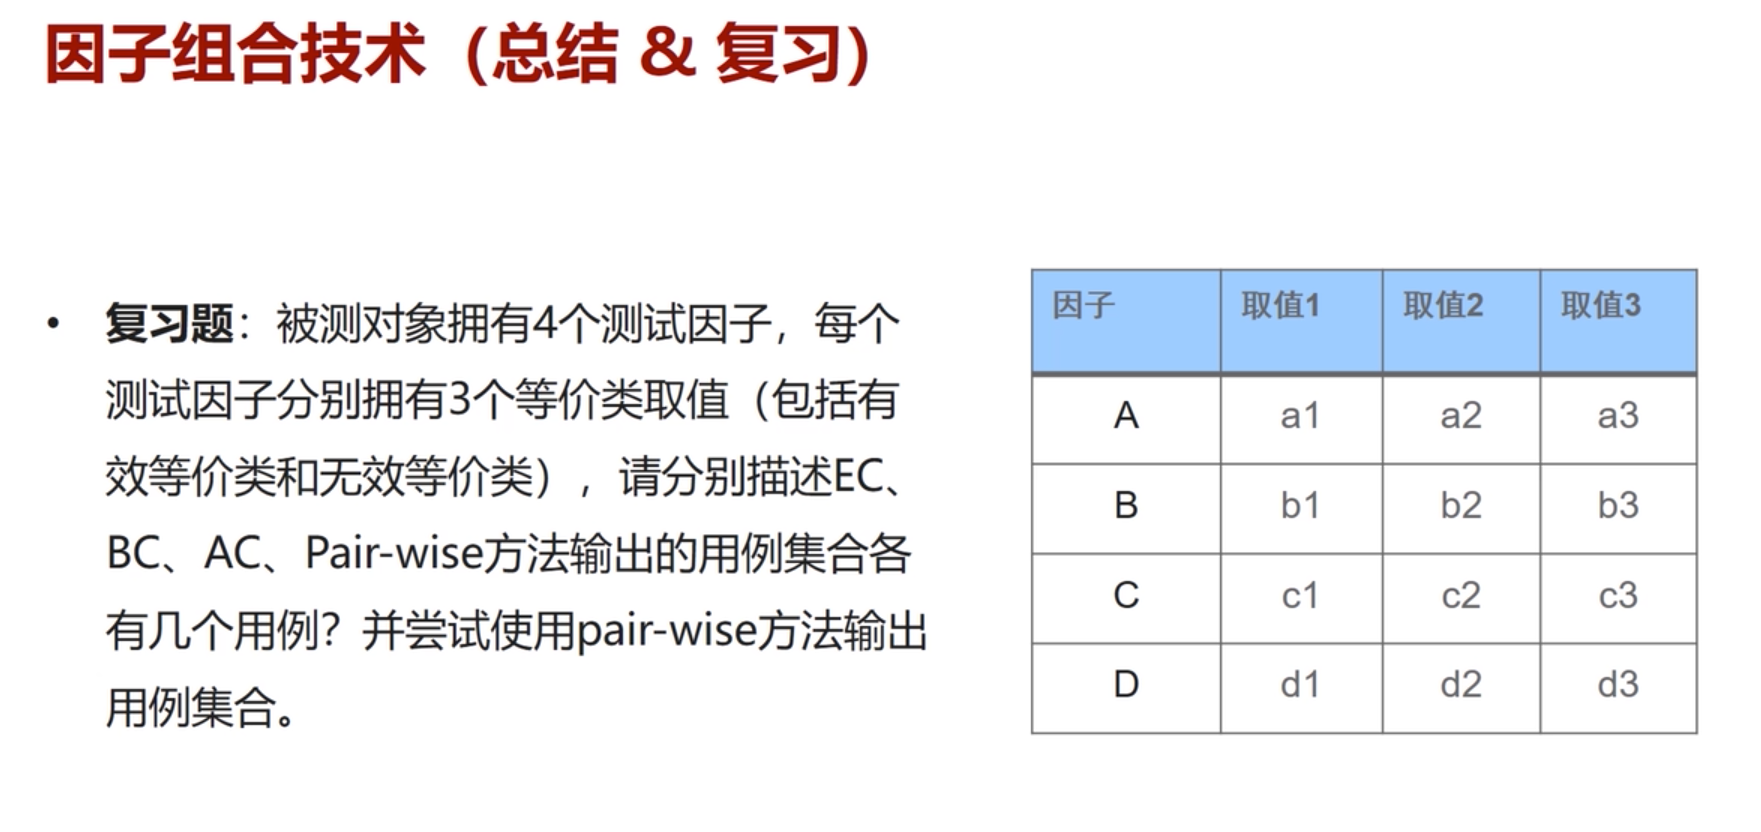 因子组合技术（总结 & 复习）
• 复习题：被测对象拥有4个测试因子，每个
测试因子分别拥有3个等价类取值（包括有
效等价类和无效等价类），请分别描述EC、
BC、AC、Pair-wise方法输出的用例集合各
有几个用例？并尝试使用pair-wise方法输出
用例集合。
因子 取值1 取值2 取值3
A a1 a2 a3
B b1 b2 b3
C c1 c2 c3
D d1 d2 d3